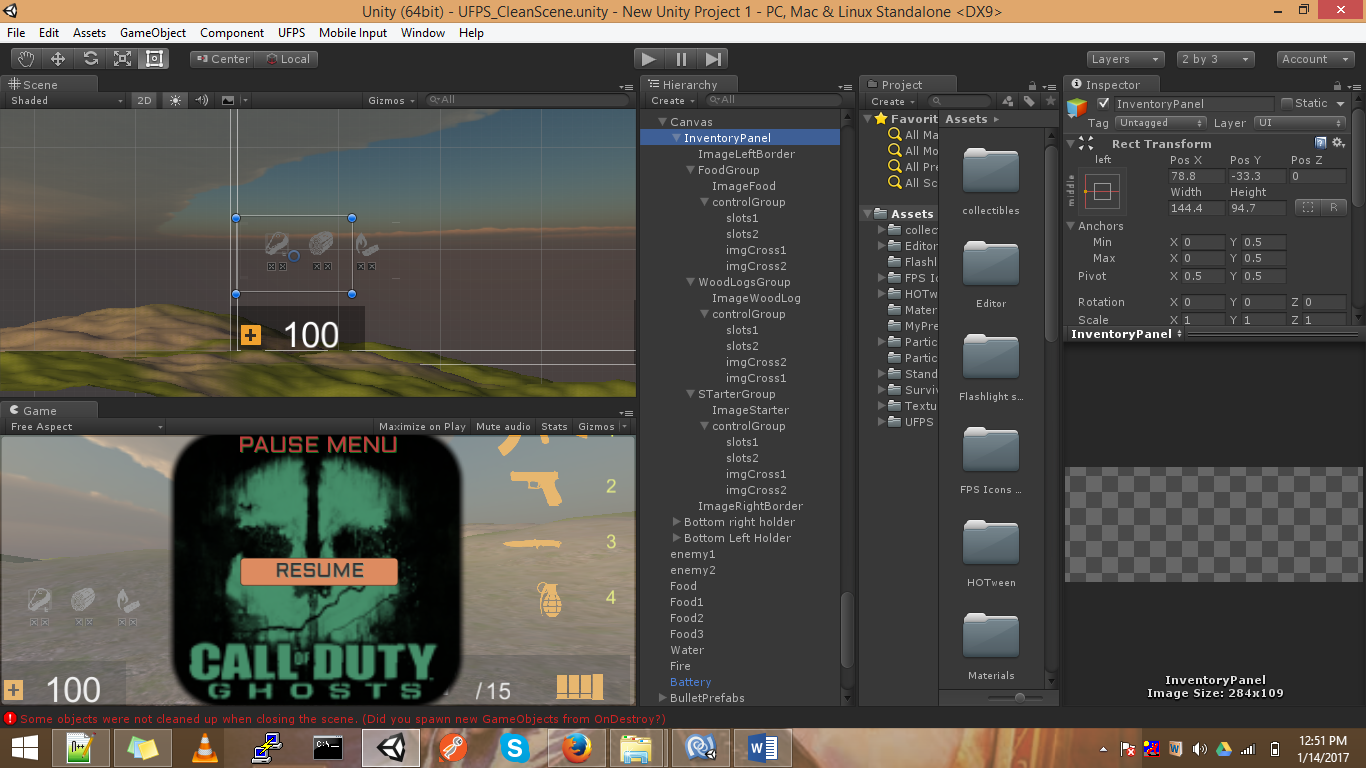 Unity (64bit) - UFPS_CleanScene.unity - New Unity Project 1 - PC, Mac & Linux Standalone <DX9>
File Edit Assets GameObject Component UFPS Mobile Input Window Help
Center Local
Layers 2 by 3 Account
Scene
Shaded 2D Gizmos All
100
Game
Free Aspect Maximize on Play Mute audio Stats Gizmos
PAUSE MENU
RESUME
CALL OF DUTY
GHOSTS
2
3
4
100
/ 15
Hierarchy
Create All
Canvas
InventoryPanel
ImageLeftBorder
FoodGroup
ImageFood
controlGroup
slots1
slots2
imgCross1
imgCross2
WoodLogsGroup
ImageWoodLog
controlGroup
slots1
slots2
imgCross2
imgCross1
STarterGroup
ImageStarter
controlGroup
slots1
slots2
imgCross1
imgCross2
ImageRightBorder
Bottom right holder
Bottom Left Holder
enemy1
enemy2
Food
Food1
Food2
Food3
Water
Fire
Battery
BulletPrefabs
Project
Create
Favorit
All Ma
All Mo
All Pre
All Sc
Assets
collec
Editor
Flashl
FPS Ic
HOTw
Mater
MyPre
Partic
Partic
Stand
Surviv
Textu
UFPS
Assets
collectibles
Editor
Flashlight s...
FPS Icons ...
HOTween
Materials
Inspector
InventoryPanel Static
Tag Untagged Layer UI
Rect Transform
left Pos X Pos Y Pos Z
middle 78.8 -33.3 0
Width Height
144.4 94.7 R
Anchors
Min X 0 Y 0.5
Max X 0 Y 0.5
Pivot X 0.5 Y 0.5
Rotation X 0 Y 0 Z 0
Scale X 1 Y 1 Z 1
InventoryPanel
InventoryPanel
Image Size: 284x109
Some objects were not cleaned up when closing the scene. (Did you spawn new GameObjects from OnDestroy?)
12:51 PM
1/14/2017